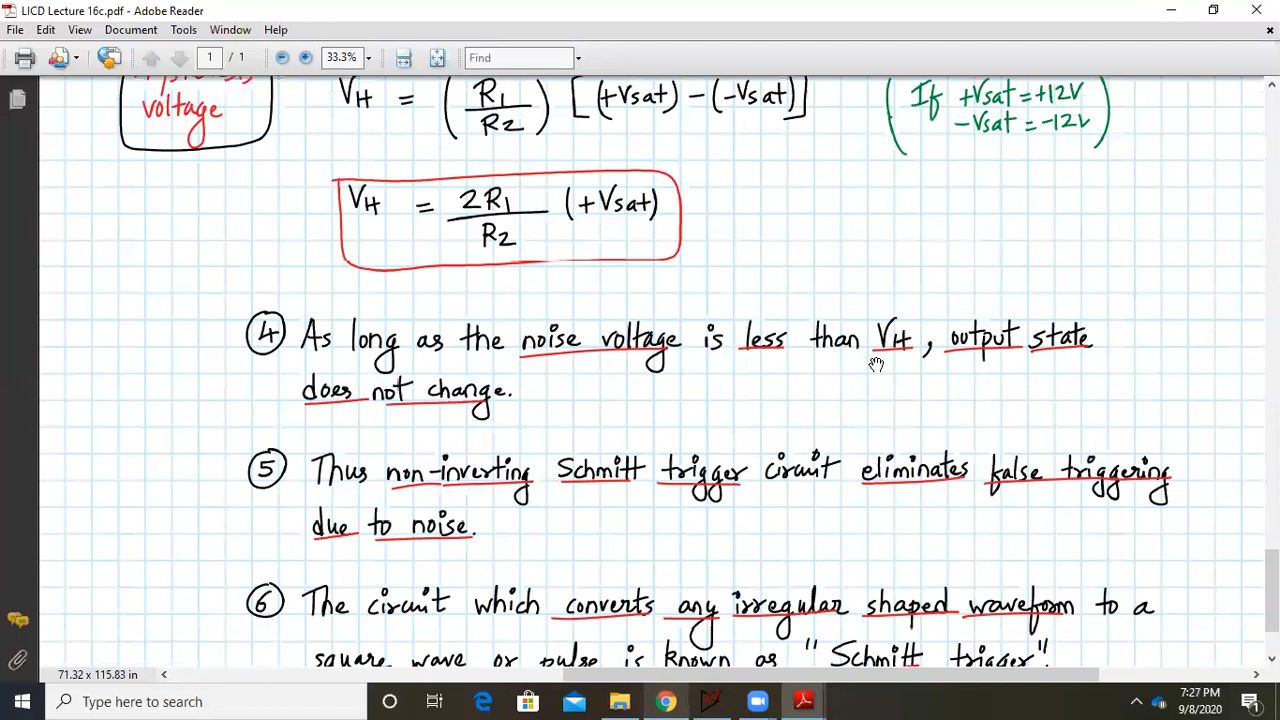 LICD Lecture 16c.pdf - Adobe Reader
File Edit View Document Tools Window Help
1 / 1 33.3% Find
voltage
VH = (R1/R2) [(+Vsat) - (-Vsat)]
(If +Vsat = +12V
-Vsat = -12V)
VH = 2R1/R2 (+Vsat)
④ As long as the noise voltage is less than VH, output state
does not change.
⑤ Thus non-inverting Schmitt trigger circuit eliminates false triggering
due to noise.
⑥ The circuit which converts any irregular shaped waveform to a
square wave or pulse is known as "Schmitt trigger".
71.32 x 115.83 in
Type here to search
7:27 PM
9/8/2020